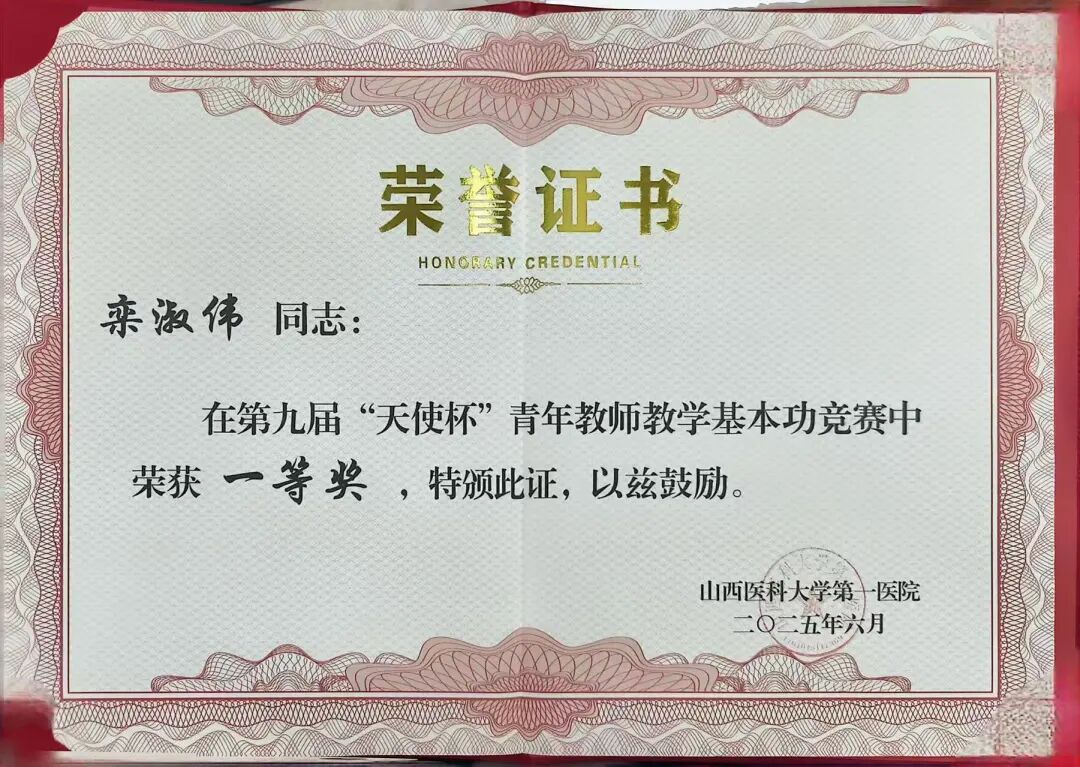 荣誉证书
HONORARY CREDENTIAL
栾淑伟 同志：
在第九届“天使杯”青年教师教学基本功竞赛中
荣获 一等奖 ，特颁此证，以兹鼓励。
山西医科大学第一医院
二〇二五年六月